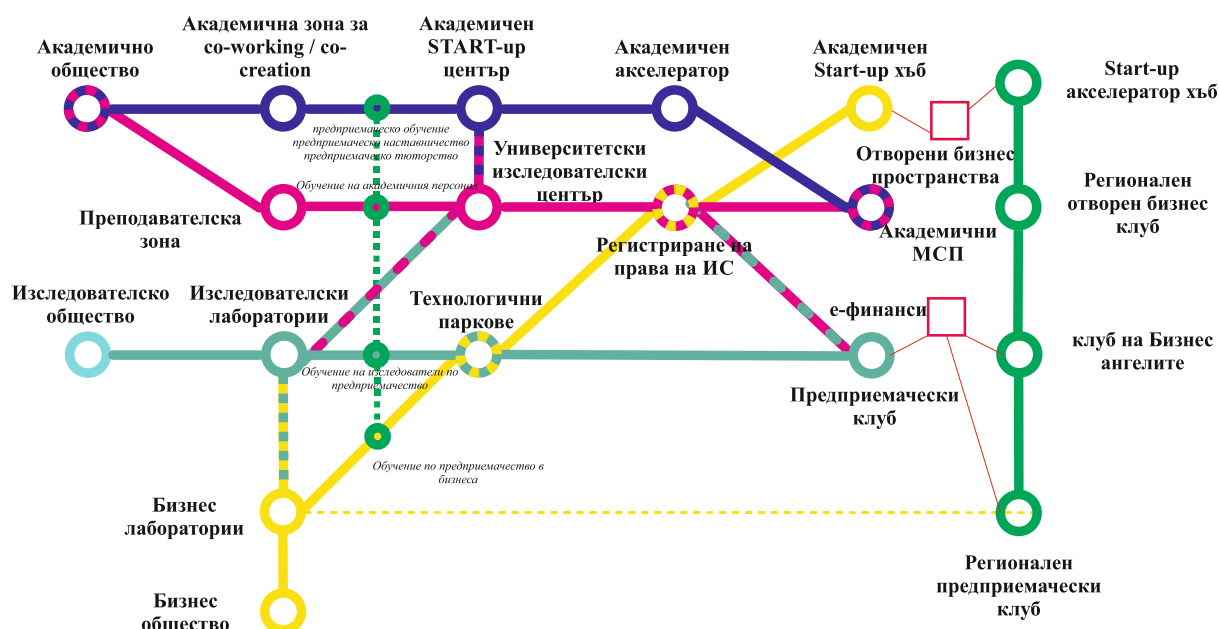 Академично
общество
Академична зона за
co-working / co-
creation
Академичен
START-up
център
Академичен
акселератор
Академичен
Start-up хъб
Start-up
акселератор хъб
предприемаческо обучение
предприемаческо наставничество
предприемаческо тюторство
Университетски
изследователски
център
Отворени бизнес
пространства
Обучение на академичния персонал
Преподавателска
зона
Регистриране на
права на ИС
Академични
МСП
Регионален
отворен бизнес
клуб
Изследователско
общество
Изследователски
лаборатории
Технологични
паркове
е-финанси
клуб на Бизнес
ангелите
Обучение на изследователи по
предприемачество
Предприемачески
клуб
Обучение по предприемачество в
бизнеса
Бизнес
лаборатории
Регионален
предприемачески
клуб
Бизнес
общество